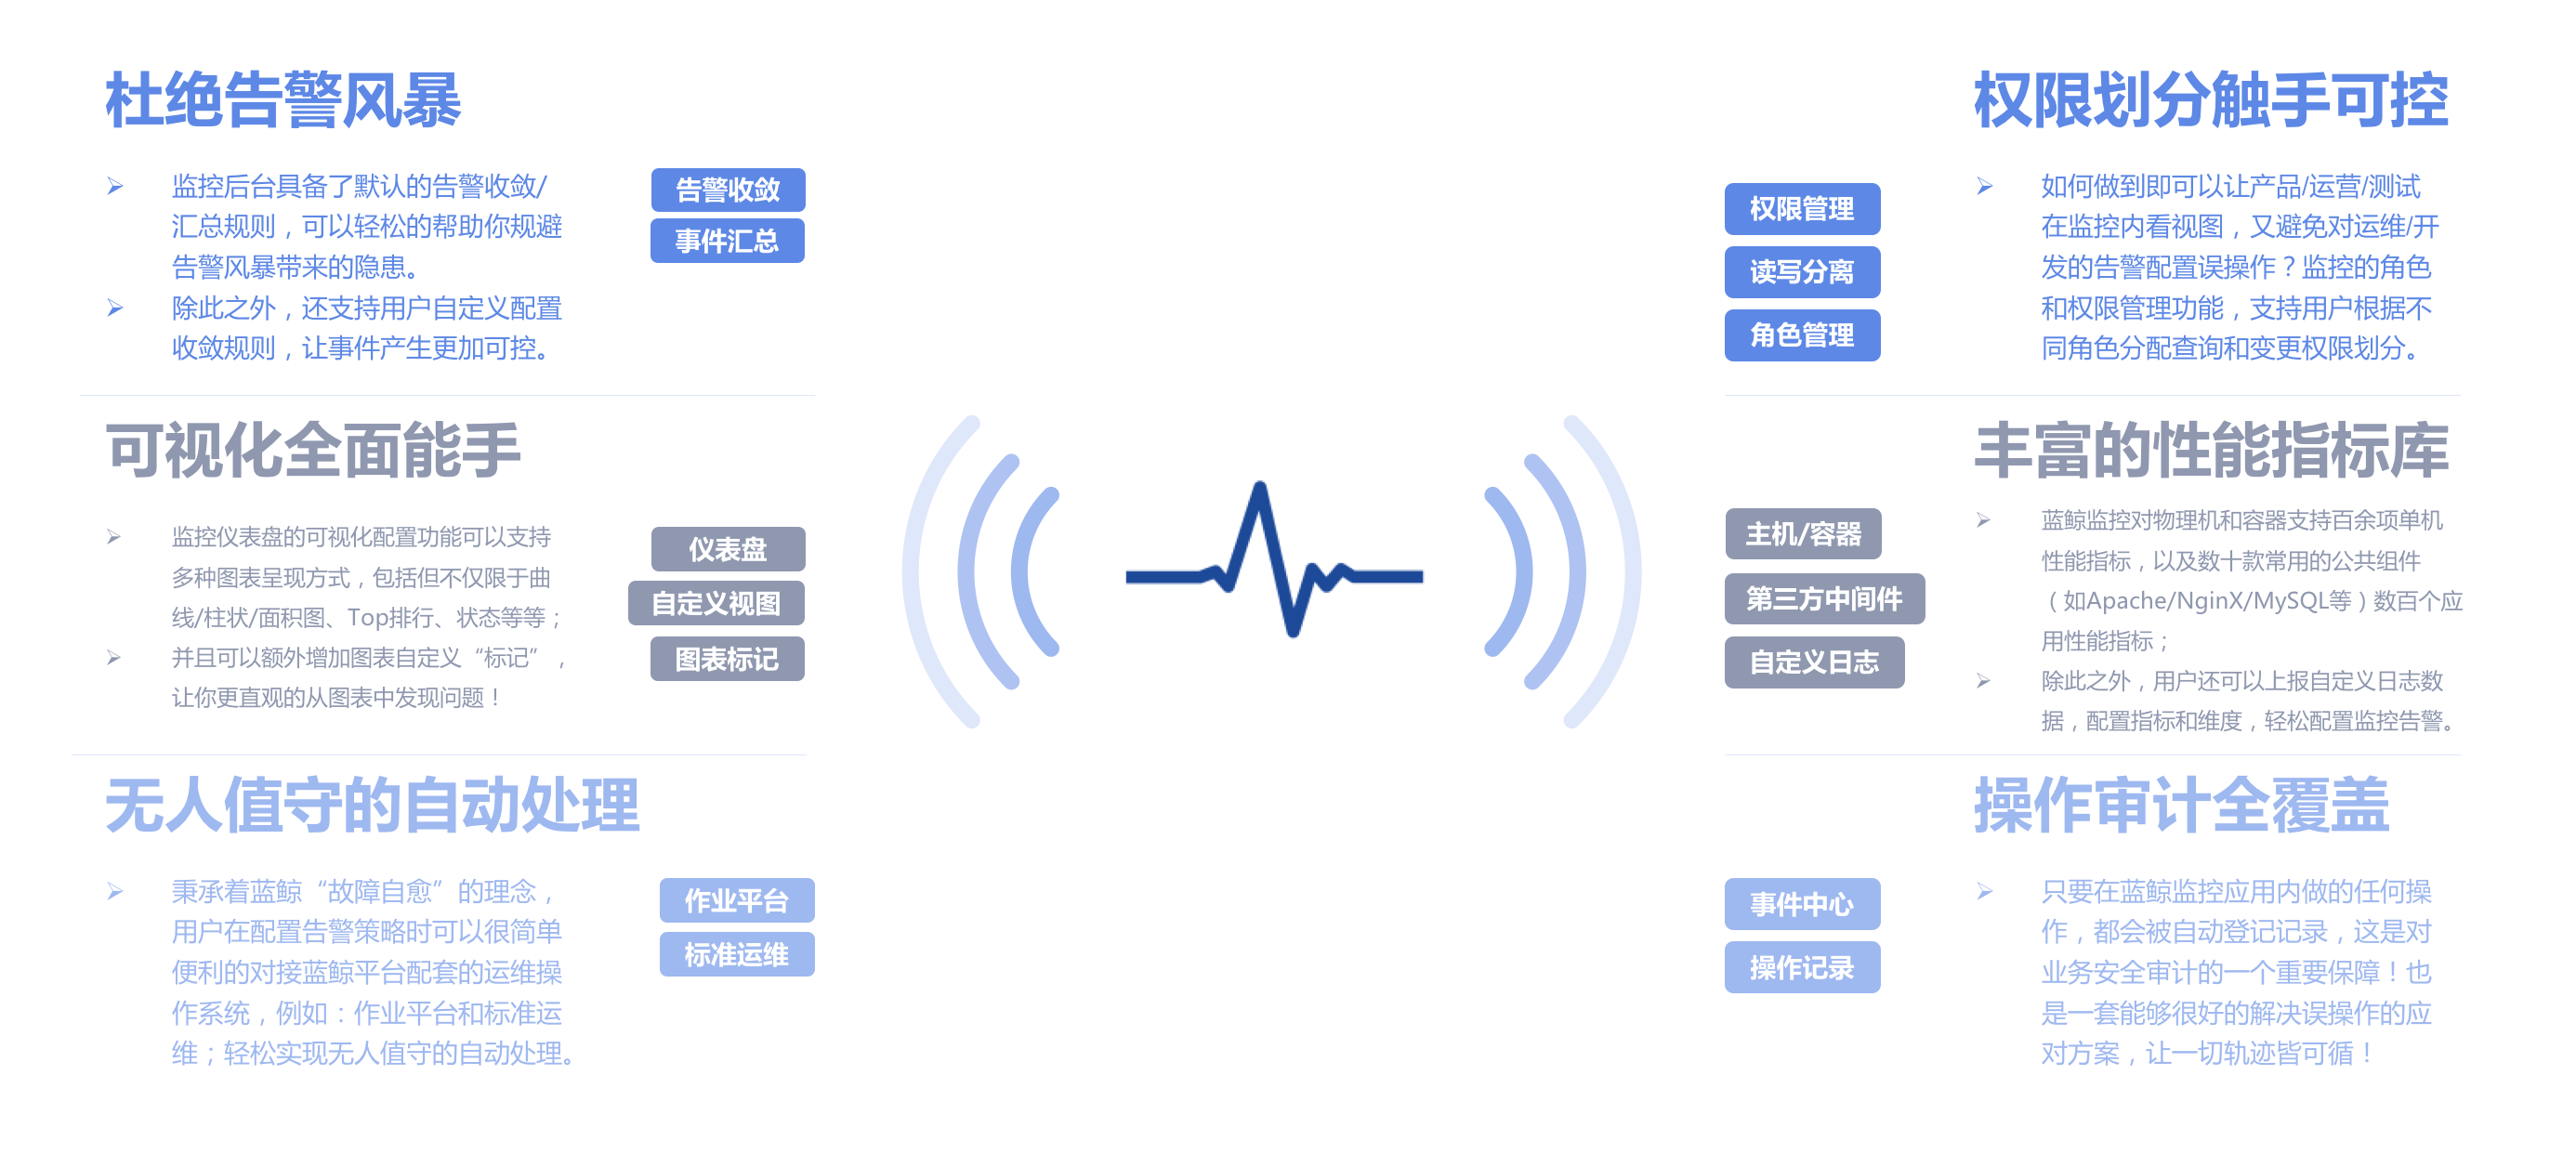 杜绝告警风暴
监控后台具备了默认的告警收敛/
汇总规则，可以轻松的帮助你规避
告警风暴带来的隐患。
除此之外，还支持用户自定义配置
收敛规则，让事件产生更加可控。
告警收敛
事件汇总
可视化全面能手
监控仪表盘的可视化配置功能可以支持
多种图表呈现方式，包括但不仅限于曲
线/柱状/面积图、Top排行、状态等等；
并且可以额外增加图表自定义“标记”，
让你更直观的从图表中发现问题！
仪表盘
自定义视图
图表标记
无人值守的自动处理
秉承着蓝鲸“故障自愈”的理念，
用户在配置告警策略时可以很简单
便利的对接蓝鲸平台配套的运维操
作系统，例如：作业平台和标准运
维；轻松实现无人值守的自动处理。
作业平台
标准运维
权限划分触手可控
权限管理
读写分离
角色管理
如何做到即可以让产品/运营/测试
在监控内看视图，又避免对运维/开
发的告警配置误操作？监控的角色
和权限管理功能，支持用户根据不
同角色分配查询和变更权限划分。
丰富的性能指标库
主机/容器
第三方中间件
自定义日志
蓝鲸监控对物理机和容器支持百余项单机
性能指标，以及数十款常用的公共组件
（如Apache/NginX/MySQL等）数百个应
用性能指标；
除此之外，用户还可以上报自定义日志数
据，配置指标和维度，轻松配置监控告警。
操作审计全覆盖
事件中心
操作记录
只要在蓝鲸监控应用内做的任何操
作，都会被自动登记记录，这是对
业务安全审计的一个重要保障！也
是一套能够很好的解决误操作的应
对方案，让一切轨迹皆可循！